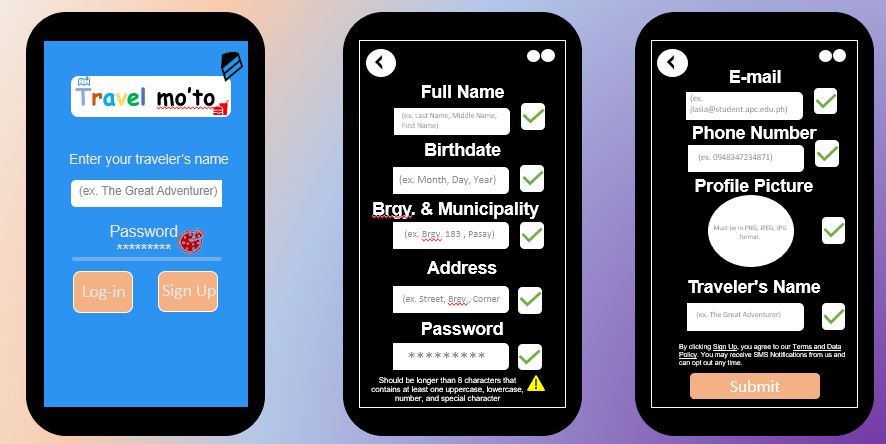 Travel mo'to
Enter your traveler's name
(ex. The Great Adventurer)
Password
*********
Log-in
Sign Up
Full Name
(ex. Last Name, Middle Name,
First Name)
Birthdate
(ex. Month, Day, Year)
Brgy. & Municipality
(ex. Brgy. 183 , Pasay)
Address
(ex. Street, Brgy., Corner
Password
*********
Should be longer than 8 characters that
contains at least one uppercase, lowercase,
number, and special character
E-mail
(ex.
jlasia@student.apc.edu.ph)
Phone Number
(ex. 0948347234871)
Profile Picture
Must be in PNG, JPEG, JPG
format.
Traveler's Name
(ex. The Great Adventurer)
By clicking Sign Up, you agree to our Terms and Data
Policy. You may receive SMS Notifications from us and
can opt out any time.
Submit